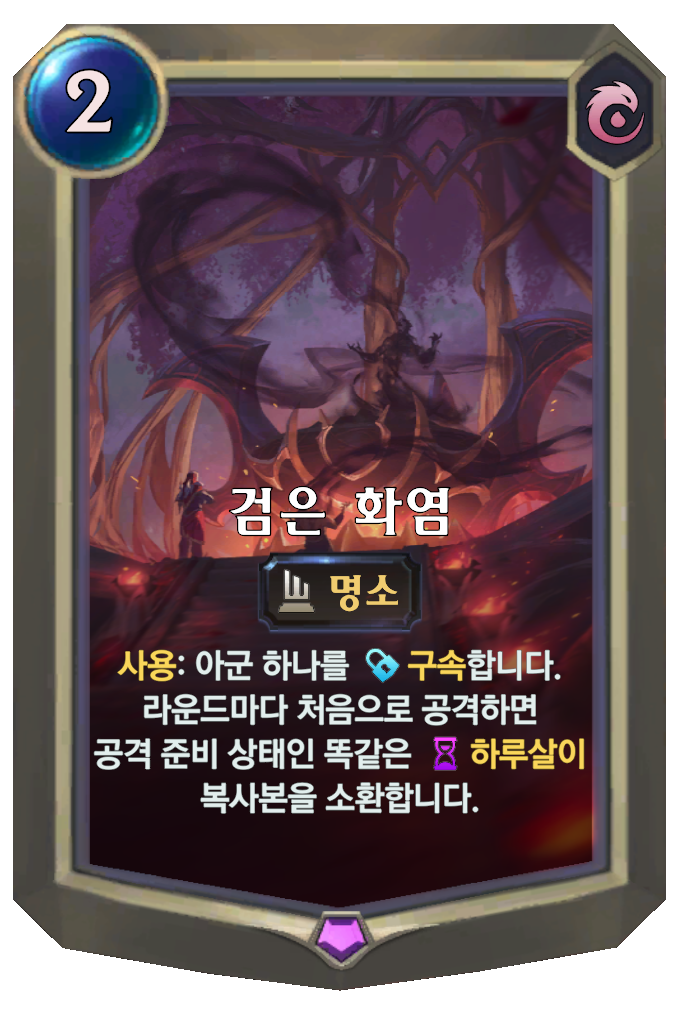 2
검은 화염
명소
사용: 아군 하나를 구속합니다.
라운드마다 처음으로 공격하면
공격 준비 상태인 똑같은 하루살이
복사본을 소환합니다.